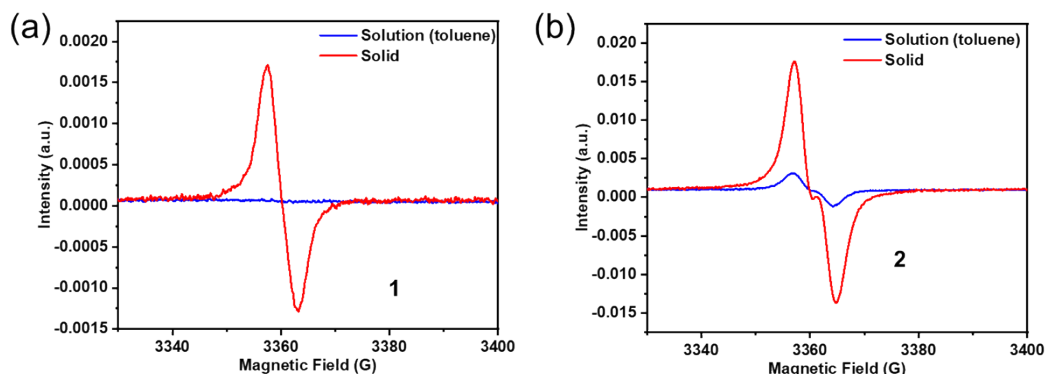 (a)
Intensity (a.u.)
0.0020
0.0015
0.0010
0.0005
0.0000
-0.0005
-0.0010
-0.0015
Solution (toluene)
Solid
1
3340
3360
3380
3400
Magnetic Field (G)
(b)
Intensity (a.u.)
0.020
0.015
0.010
0.005
0.000
-0.005
-0.010
-0.015
Solution (toluene)
Solid
2
3340
3360
3380
3400
Magnetic Field (G)